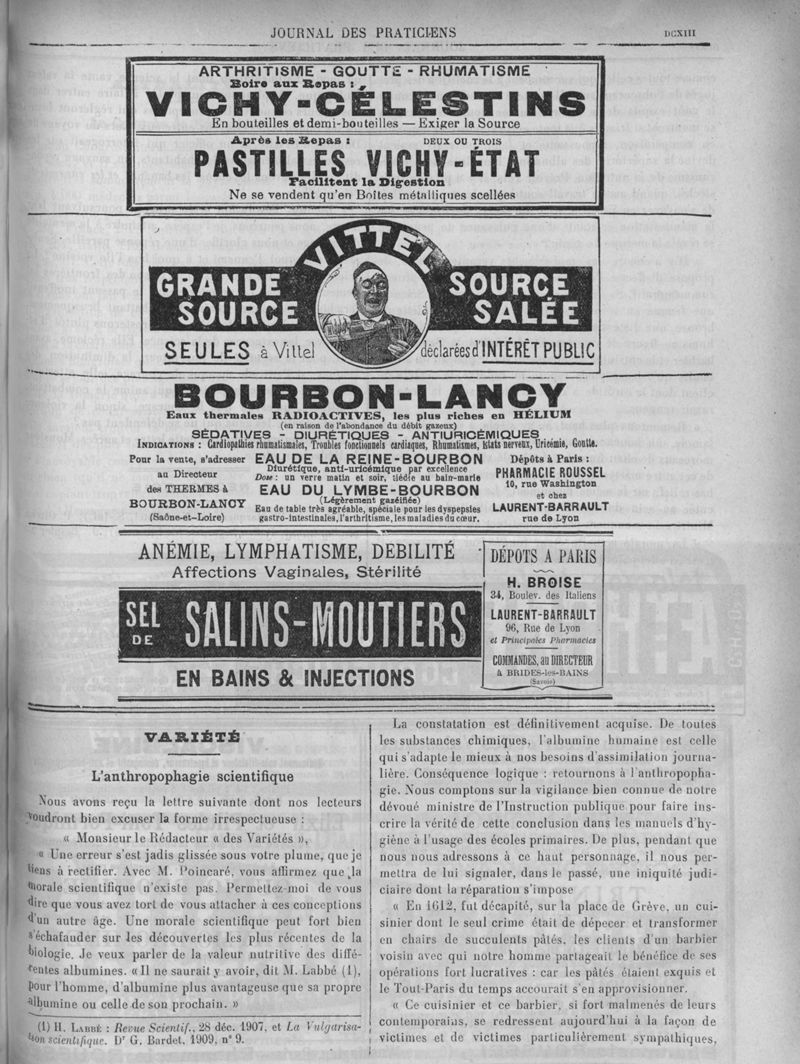 JOURNAL DES PRATICIENS
DCXIII
ARTHRITISME - GOUTTE - RHUMATISME
Boire aux Repas :
VICHY-CÉLESTINS
En bouteilles et demi-bouteilles — Exiger la Source
Après les Repas : DEUX OU TROIS
PASTILLES VICHY-ÉTAT
Facilitent la Digestion
Ne se vendent qu'en Boîtes métalliques scellées
VITTEL
GRANDE SOURCE
SOURCE SALÉE
SEULES à Vittel déclarées d'INTÉRÊT PUBLIC
BOURBON-LANCY
Eaux thermales RADIOACTIVES, les plus riches en HÉLIUM
(en raison de l'abondance du débit gazeux)
SÉDATIVES - DIURÉTIQUES - ANTIURICÉMIQUES
INDICATIONS : Cardiopathies rhumatismales, Troubles fonctionnels cardiaques, Rhumatismes, Etats nerveux, Uricémie, Goutte.
Pour la vente, s'adresser
au Directeur
des THERMES à
BOURBON-LANCY
(Saône-et-Loire)
EAU DE LA REINE-BOURBON
Diurétique, anti-uricémique par excellence
Dose : un verre matin et soir, tiédie au bain-marie
EAU DU LYMBE-BOURBON
(Légèrement gazéifiée)
Eau de table très agréable, spéciale pour les dyspepsies
gastro-intestinales, l'arthritisme, les maladies du cœur.
Dépôts à Paris :
PHARMACIE ROUSSEL
10, rue Washington
et chez
LAURENT-BARRAULT
rue de Lyon
ANÉMIE, LYMPHATISME, DEBILITÉ
Affections Vaginales, Stérilité
SEL DE SALINS-MOUTIERS
EN BAINS & INJECTIONS
DÉPOTS A PARIS
H. BROISE
34, Boulev. des Italiens
LAURENT-BARRAULT
96, Rue de Lyon
et Principales Pharmacies
COMMANDES, au DIRECTEUR
à BRIDES-les-BAINS
(Savoie)
VARIÉTÉ
L'anthropophagie scientifique
Nous avons reçu la lettre suivante dont nos lecteurs
voudront bien excuser la forme irrespectueuse :
« Monsieur le Rédacteur « des Variétés »,
« Une erreur s'est jadis glissée sous votre plume, que je
tiens à rectifier. Avec M. Poincaré, vous affirmez que la
morale scientifique n'existe pas. Permettez-moi de vous
dire que vous avez tort de vous attacher à ces conceptions
d'un autre âge. Une morale scientifique peut fort bien
s'échafauder sur les découvertes les plus récentes de la
biologie. Je veux parler de la valeur nutritive des diffé-
rentes albumines. « Il ne saurait y avoir, dit M. Labbé (1),
pour l'homme, d'albumine plus avantageuse que sa propre
albumine ou celle de son prochain. »
(1) H. LABBÉ : Revue Scientif., 28 déc. 1907, et La Vulgarisa-
tion scientifique. Dr G. Bardet, 1909, n° 9.
La constatation est définitivement acquise. De toutes
les substances chimiques, l'albumine humaine est celle
qui s'adapte le mieux à nos besoins d'assimilation journa-
lière. Conséquence logique : retournons à l'anthropopha-
gie. Nous comptons sur la vigilance bien connue de notre
dévoué ministre de l'Instruction publique pour faire ins-
crire la vérité de cette conclusion dans les manuels d'hy-
giène à l'usage des écoles primaires. De plus, pendant que
nous nous adressons à ce haut personnage, il nous per-
mettra de lui signaler, dans le passé, une iniquité judi-
ciaire dont la réparation s'impose
« En 1612, fut décapité, sur la place de Grève, un cui-
sinier dont le seul crime était de dépecer et transformer
en chairs de succulents pâtés, les clients d'un barbier
voisin avec qui notre homme partageait le bénéfice de ses
opérations fort lucratives : car les pâtés étaient exquis et
le Tout-Paris du temps accourait s'en approvisionner.
« Ce cuisinier et ce barbier, si fort malmenés de leurs
contemporains, se redressent aujourd'hui à la façon de
victimes et de victimes particulièrement sympathiques,